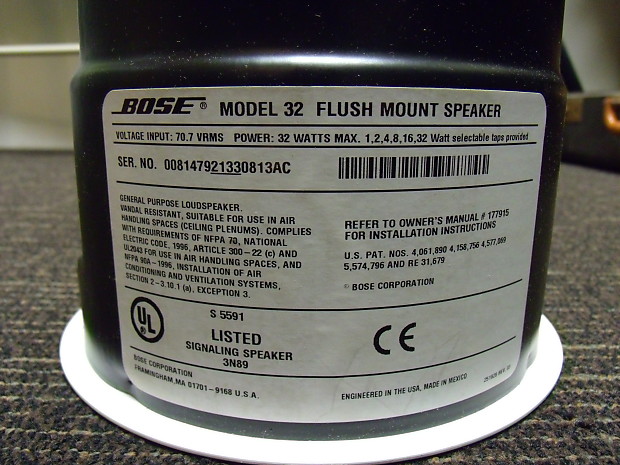 BOSE ® MODEL 32 FLUSH MOUNT SPEAKER
VOLTAGE INPUT: 70.7 VRMS POWER: 32 WATTS MAX. 1,2,4,8,16,32 Watt selectable taps provided
SER. NO. 008147921330813AC
GENERAL PURPOSE LOUDSPEAKER.
VANDAL RESISTANT, SUITABLE FOR USE IN AIR
HANDLING SPACES (CEILING PLENUMS). COMPLIES
WITH REQUIREMENTS OF NFPA 70, NATIONAL
ELECTRIC CODE, 1996, ARTICLE 300-22 (c) AND
UL2043 FOR USE IN AIR HANDLING SPACES, AND
NFPA 90A-1996, INSTALLATION OF AIR
CONDITIONING AND VENTILATION SYSTEMS,
SECTION 2-3.10.1 (a). EXCEPTION 3.
REFER TO OWNER'S MANUAL # 177915
FOR INSTALLATION INSTRUCTIONS
U.S. PAT. NOS. 4,061,890 4,158,756 4,577,069
5,574,796 AND RE 31,679
© BOSE CORPORATION
UL ®
S 5591
LISTED
SIGNALING SPEAKER
3N89
CE
BOSE CORPORATION
FRAMINGHAM, MA 01701-9168 U.S.A.
ENGINEERED IN THE USA, MADE IN MEXICO